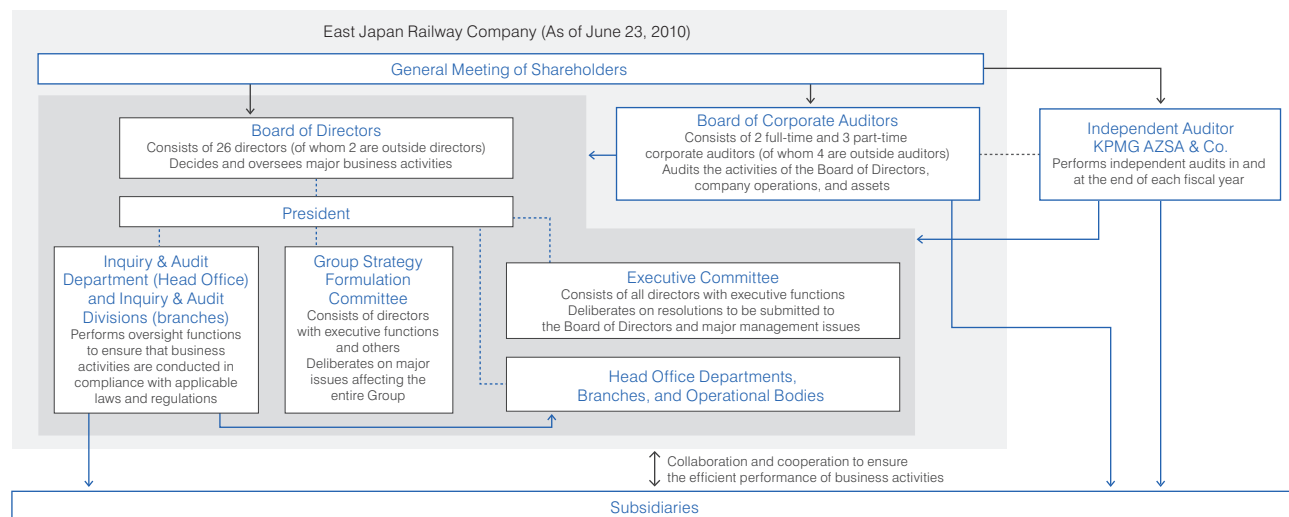 East Japan Railway Company (As of June 23, 2010)
General Meeting of Shareholders
Board of Directors
Consists of 26 directors (of whom 2 are outside directors)
Decides and oversees major business activities
Board of Corporate Auditors
Consists of 2 full-time and 3 part-time
corporate auditors (of whom 4 are outside auditors)
Audits the activities of the Board of Directors,
company operations, and assets
Independent Auditor
KPMG AZSA & Co.
Performs independent audits in and
at the end of each fiscal year
President
Inquiry & Audit
Department (Head Office)
and Inquiry & Audit
Divisions (branches)
Performs oversight functions
to ensure that business
activities are conducted in
compliance with applicable
laws and regulations
Group Strategy
Formulation
Committee
Consists of directors
with executive functions
and others
Deliberates on major
issues affecting the
entire Group
Executive Committee
Consists of all directors with executive functions
Deliberates on resolutions to be submitted to
the Board of Directors and major management issues
Head Office Departments,
Branches, and Operational Bodies
Collaboration and cooperation to ensure
the efficient performance of business activities
Subsidiaries